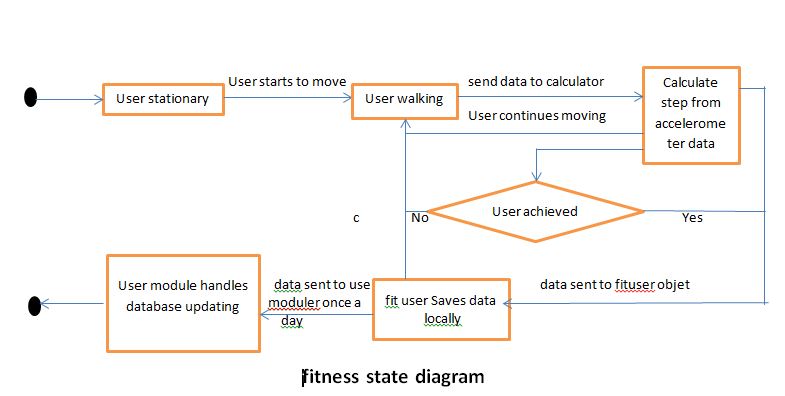 User starts to move
send data to calculator
User stationary
User walking
Calculate
step from
accelerome
ter data
User continues moving
User achieved
c
No
Yes
User module handles
database updating
data sent to use
moduler once a
day
fit user Saves data
locally
data sent to fituser objet
fitness state diagram